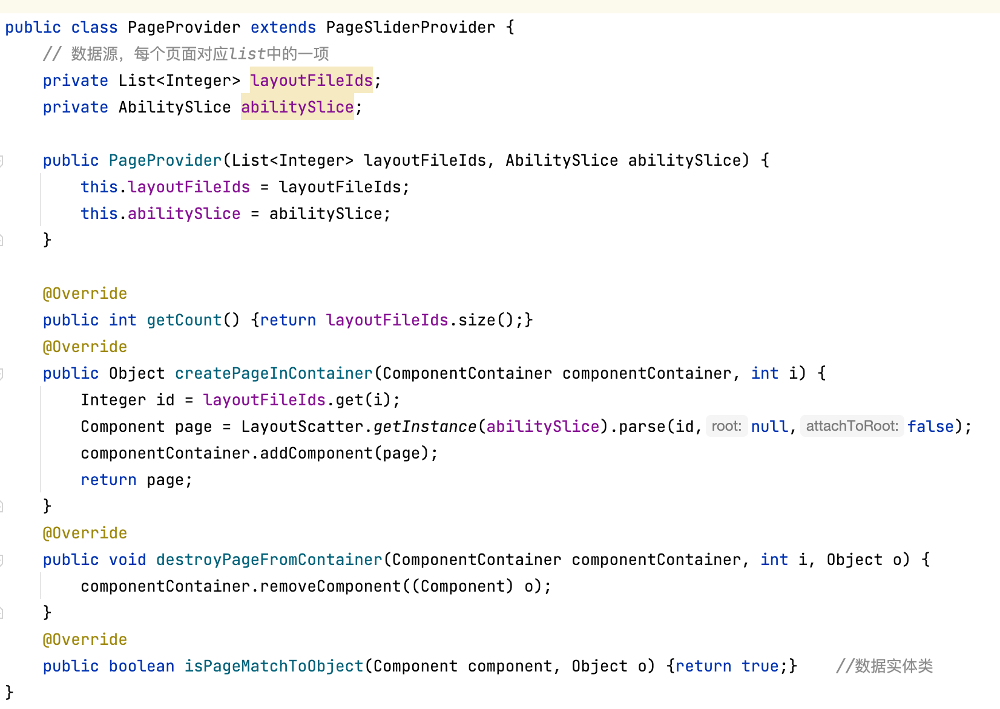 public class PageProvider extends PageSliderProvider {
// 数据源，每个页面对应list中的一项
private List<Integer> layoutFileIds;
private AbilitySlice abilitySlice;
public PageProvider(List<Integer> layoutFileIds, AbilitySlice abilitySlice) {
this.layoutFileIds = layoutFileIds;
this.abilitySlice = abilitySlice;
}
@Override
public int getCount() {return layoutFileIds.size();}
@Override
public Object createPageInContainer(ComponentContainer componentContainer, int i) {
Integer id = layoutFileIds.get(i);
Component page = LayoutScatter.getInstance(abilitySlice).parse(id, root: null, attachToRoot: false);
componentContainer.addComponent(page);
return page;
}
@Override
public void destroyPageFromContainer(ComponentContainer componentContainer, int i, Object o) {
componentContainer.removeComponent((Component) o);
}
@Override
public boolean isPageMatchToObject(Component component, Object o) {return true;} //数据实体类
}